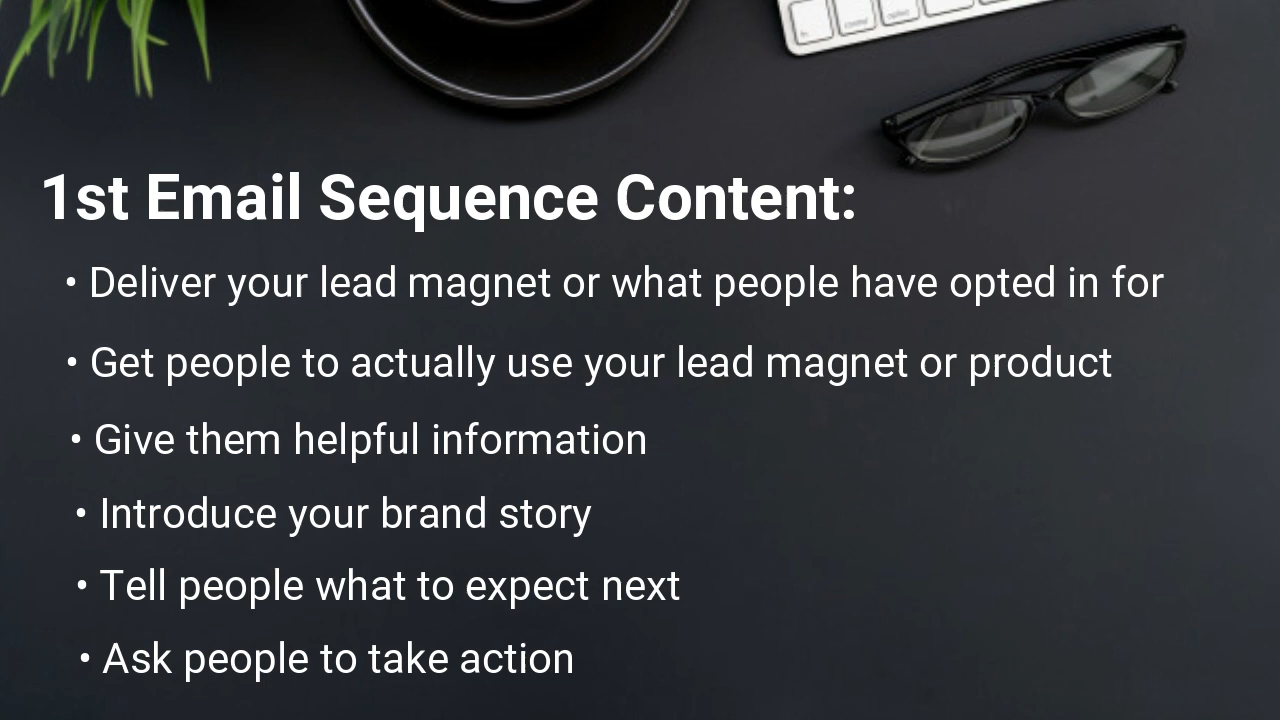 1st Email Sequence Content:
• Deliver your lead magnet or what people have opted in for
• Get people to actually use your lead magnet or product
• Give them helpful information
• Introduce your brand story
• Tell people what to expect next
• Ask people to take action